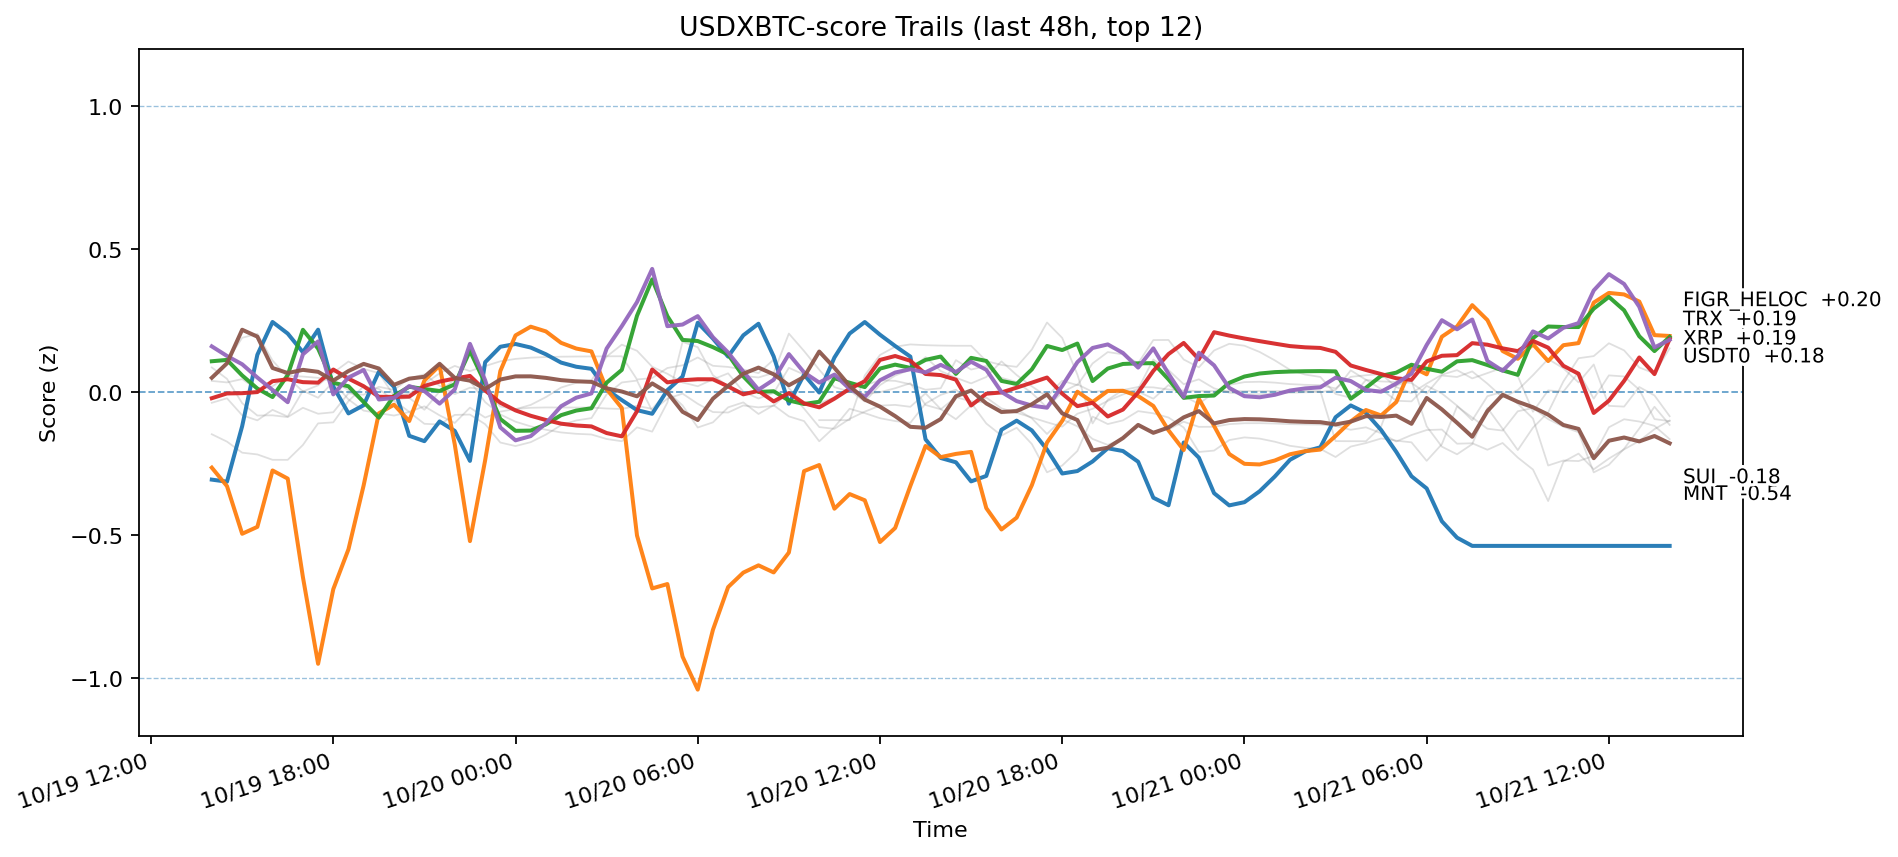 USDXBTC-score Trails (last 48h, top 12)
Score (z)
1.0
0.5
0.0
−0.5
−1.0
FIGR_HELOC +0.20
TRX +0.19
XRP +0.19
USDT0 +0.18
SUI -0.18
MNT -0.54
10/19 12:00
10/19 18:00
10/20 00:00
10/20 06:00
10/20 12:00
10/20 18:00
10/21 00:00
10/21 06:00
10/21 12:00
Time